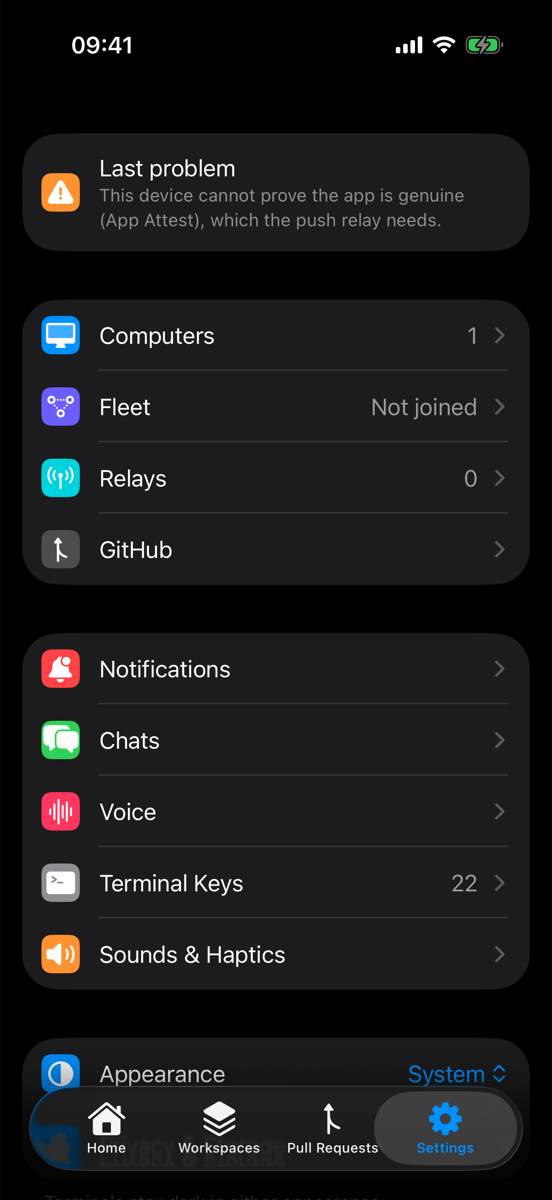 09:41
Last problem
This device cannot prove the app is genuine
(App Attest), which the push relay needs.
Computers 1
Fleet Not joined
Relays 0
GitHub
Notifications
Chats
Voice
Terminal Keys 22
Sounds & Haptics
Appearance System
Home Workspaces Pull Requests Settings